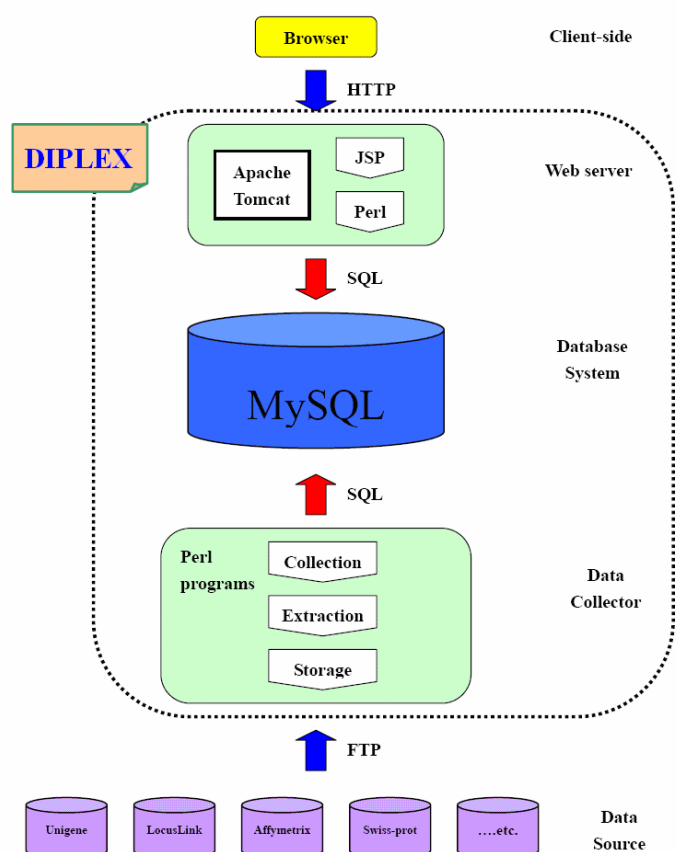 Browser
Client-side
HTTP
DIPLEX
Apache
Tomcat
JSP
Perl
Web server
SQL
MySQL
Database
System
SQL
Perl
programs
Collection
Extraction
Storage
Data
Collector
FTP
Unigene
LocusLink
Affymetrix
Swiss-prot
….etc.
Data
Source